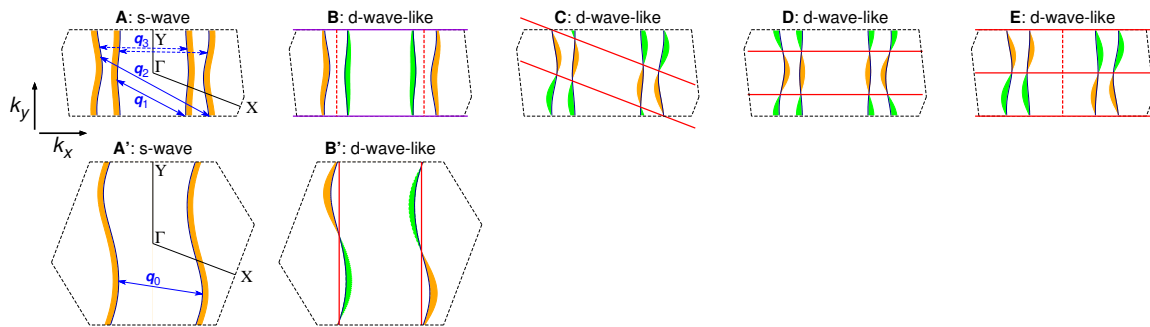 A: s-wave
B: d-wave-like
C: d-wave-like
D: d-wave-like
E: d-wave-like
q3
Y
q2
Γ
q1
X
ky
kx
A': s-wave
B': d-wave-like
Y
Γ
X
q0